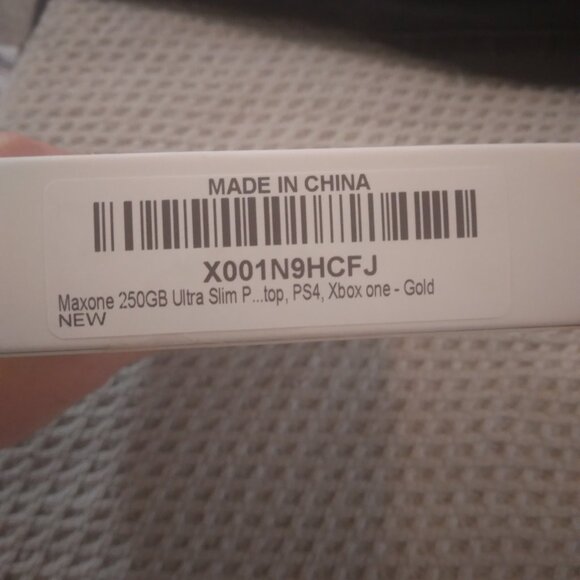 MADE IN CHINA
X001N9HCFJ
Maxone 250GB Ultra Slim P...top, PS4, Xbox one - Gold
NEW